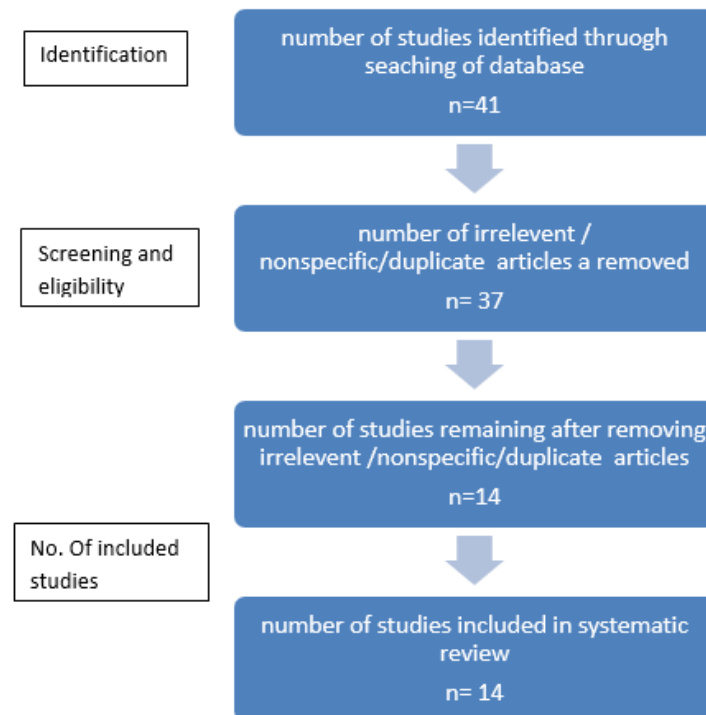 Identification
number of studies identified thruogh
seaching of database
n=41
Screening and
eligibility
number of irrelevent /
nonspecific/duplicate articles a removed
n= 37
number of studies remaining after removing
irrelevent /nonspecific/duplicate articles
n=14
No. Of included
studies
number of studies included in systematic
review
n= 14